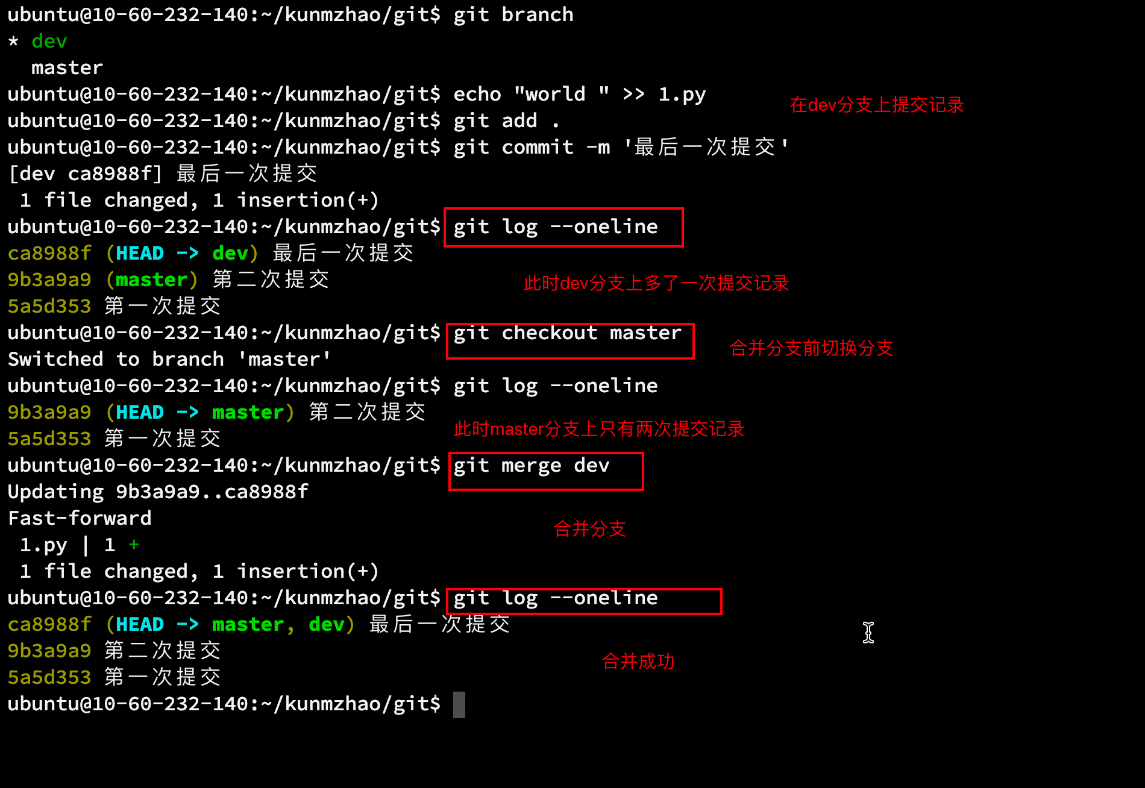 ubuntu@10-60-232-140:~/kunmzhao/git$ git branch
* dev
  master
ubuntu@10-60-232-140:~/kunmzhao/git$ echo "world " >> 1.py
在dev分支上提交记录
ubuntu@10-60-232-140:~/kunmzhao/git$ git add .
ubuntu@10-60-232-140:~/kunmzhao/git$ git commit -m '最后一次提交'
[dev ca8988f] 最后一次提交
 1 file changed, 1 insertion(+)
ubuntu@10-60-232-140:~/kunmzhao/git$ git log --oneline
ca8988f (HEAD -> dev) 最后一次提交
9b3a9a9 (master) 第二次提交
此时dev分支上多了一次提交记录
5a5d353 第一次提交
ubuntu@10-60-232-140:~/kunmzhao/git$ git checkout master
合并分支前切换分支
Switched to branch 'master'
ubuntu@10-60-232-140:~/kunmzhao/git$ git log --oneline
9b3a9a9 (HEAD -> master) 第二次提交
此时master分支上只有两次提交记录
5a5d353 第一次提交
ubuntu@10-60-232-140:~/kunmzhao/git$ git merge dev
Updating 9b3a9a9..ca8988f
Fast-forward
合并分支
 1.py | 1 +
 1 file changed, 1 insertion(+)
ubuntu@10-60-232-140:~/kunmzhao/git$ git log --oneline
ca8988f (HEAD -> master, dev) 最后一次提交
9b3a9a9 第二次提交
合并成功
5a5d353 第一次提交
ubuntu@10-60-232-140:~/kunmzhao/git$